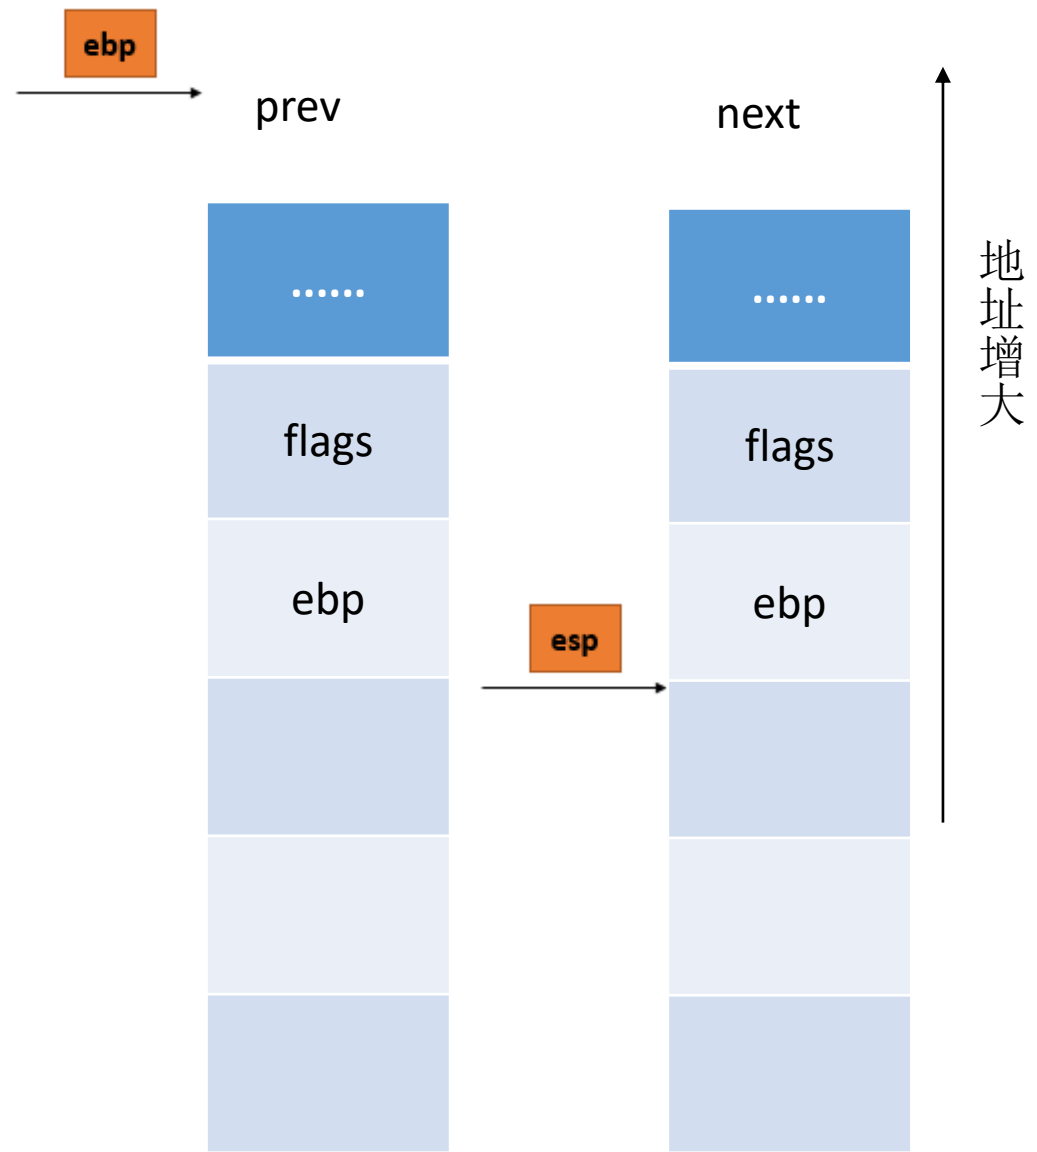 ebp
prev
next
......
......
地址增大
flags
flags
ebp
ebp
esp